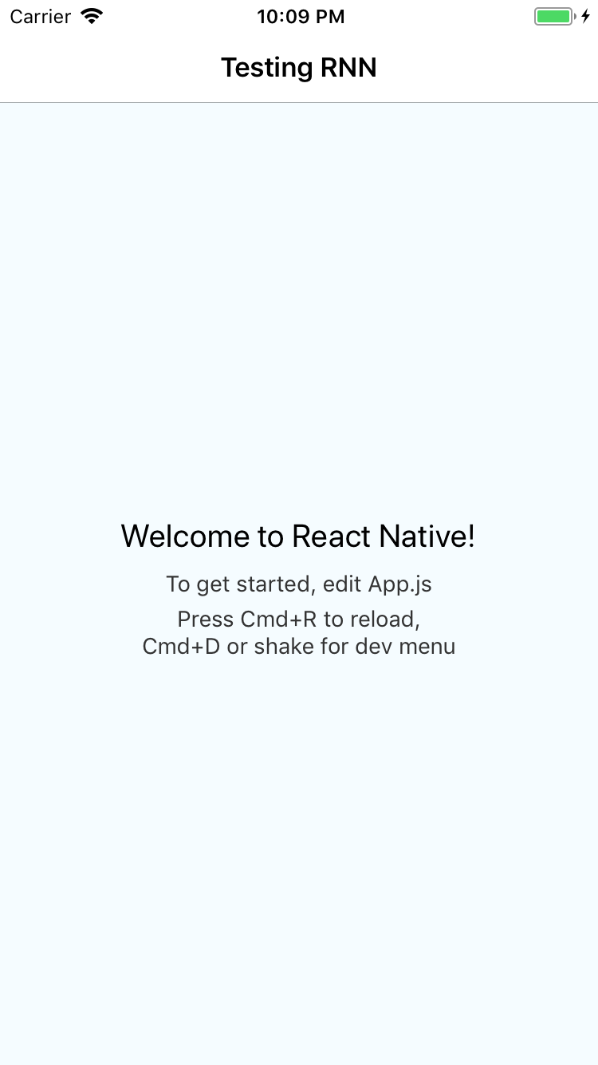 Carrier 10:09 PM
Testing RNN
Welcome to React Native!
To get started, edit App.js
Press Cmd+R to reload,
Cmd+D or shake for dev menu